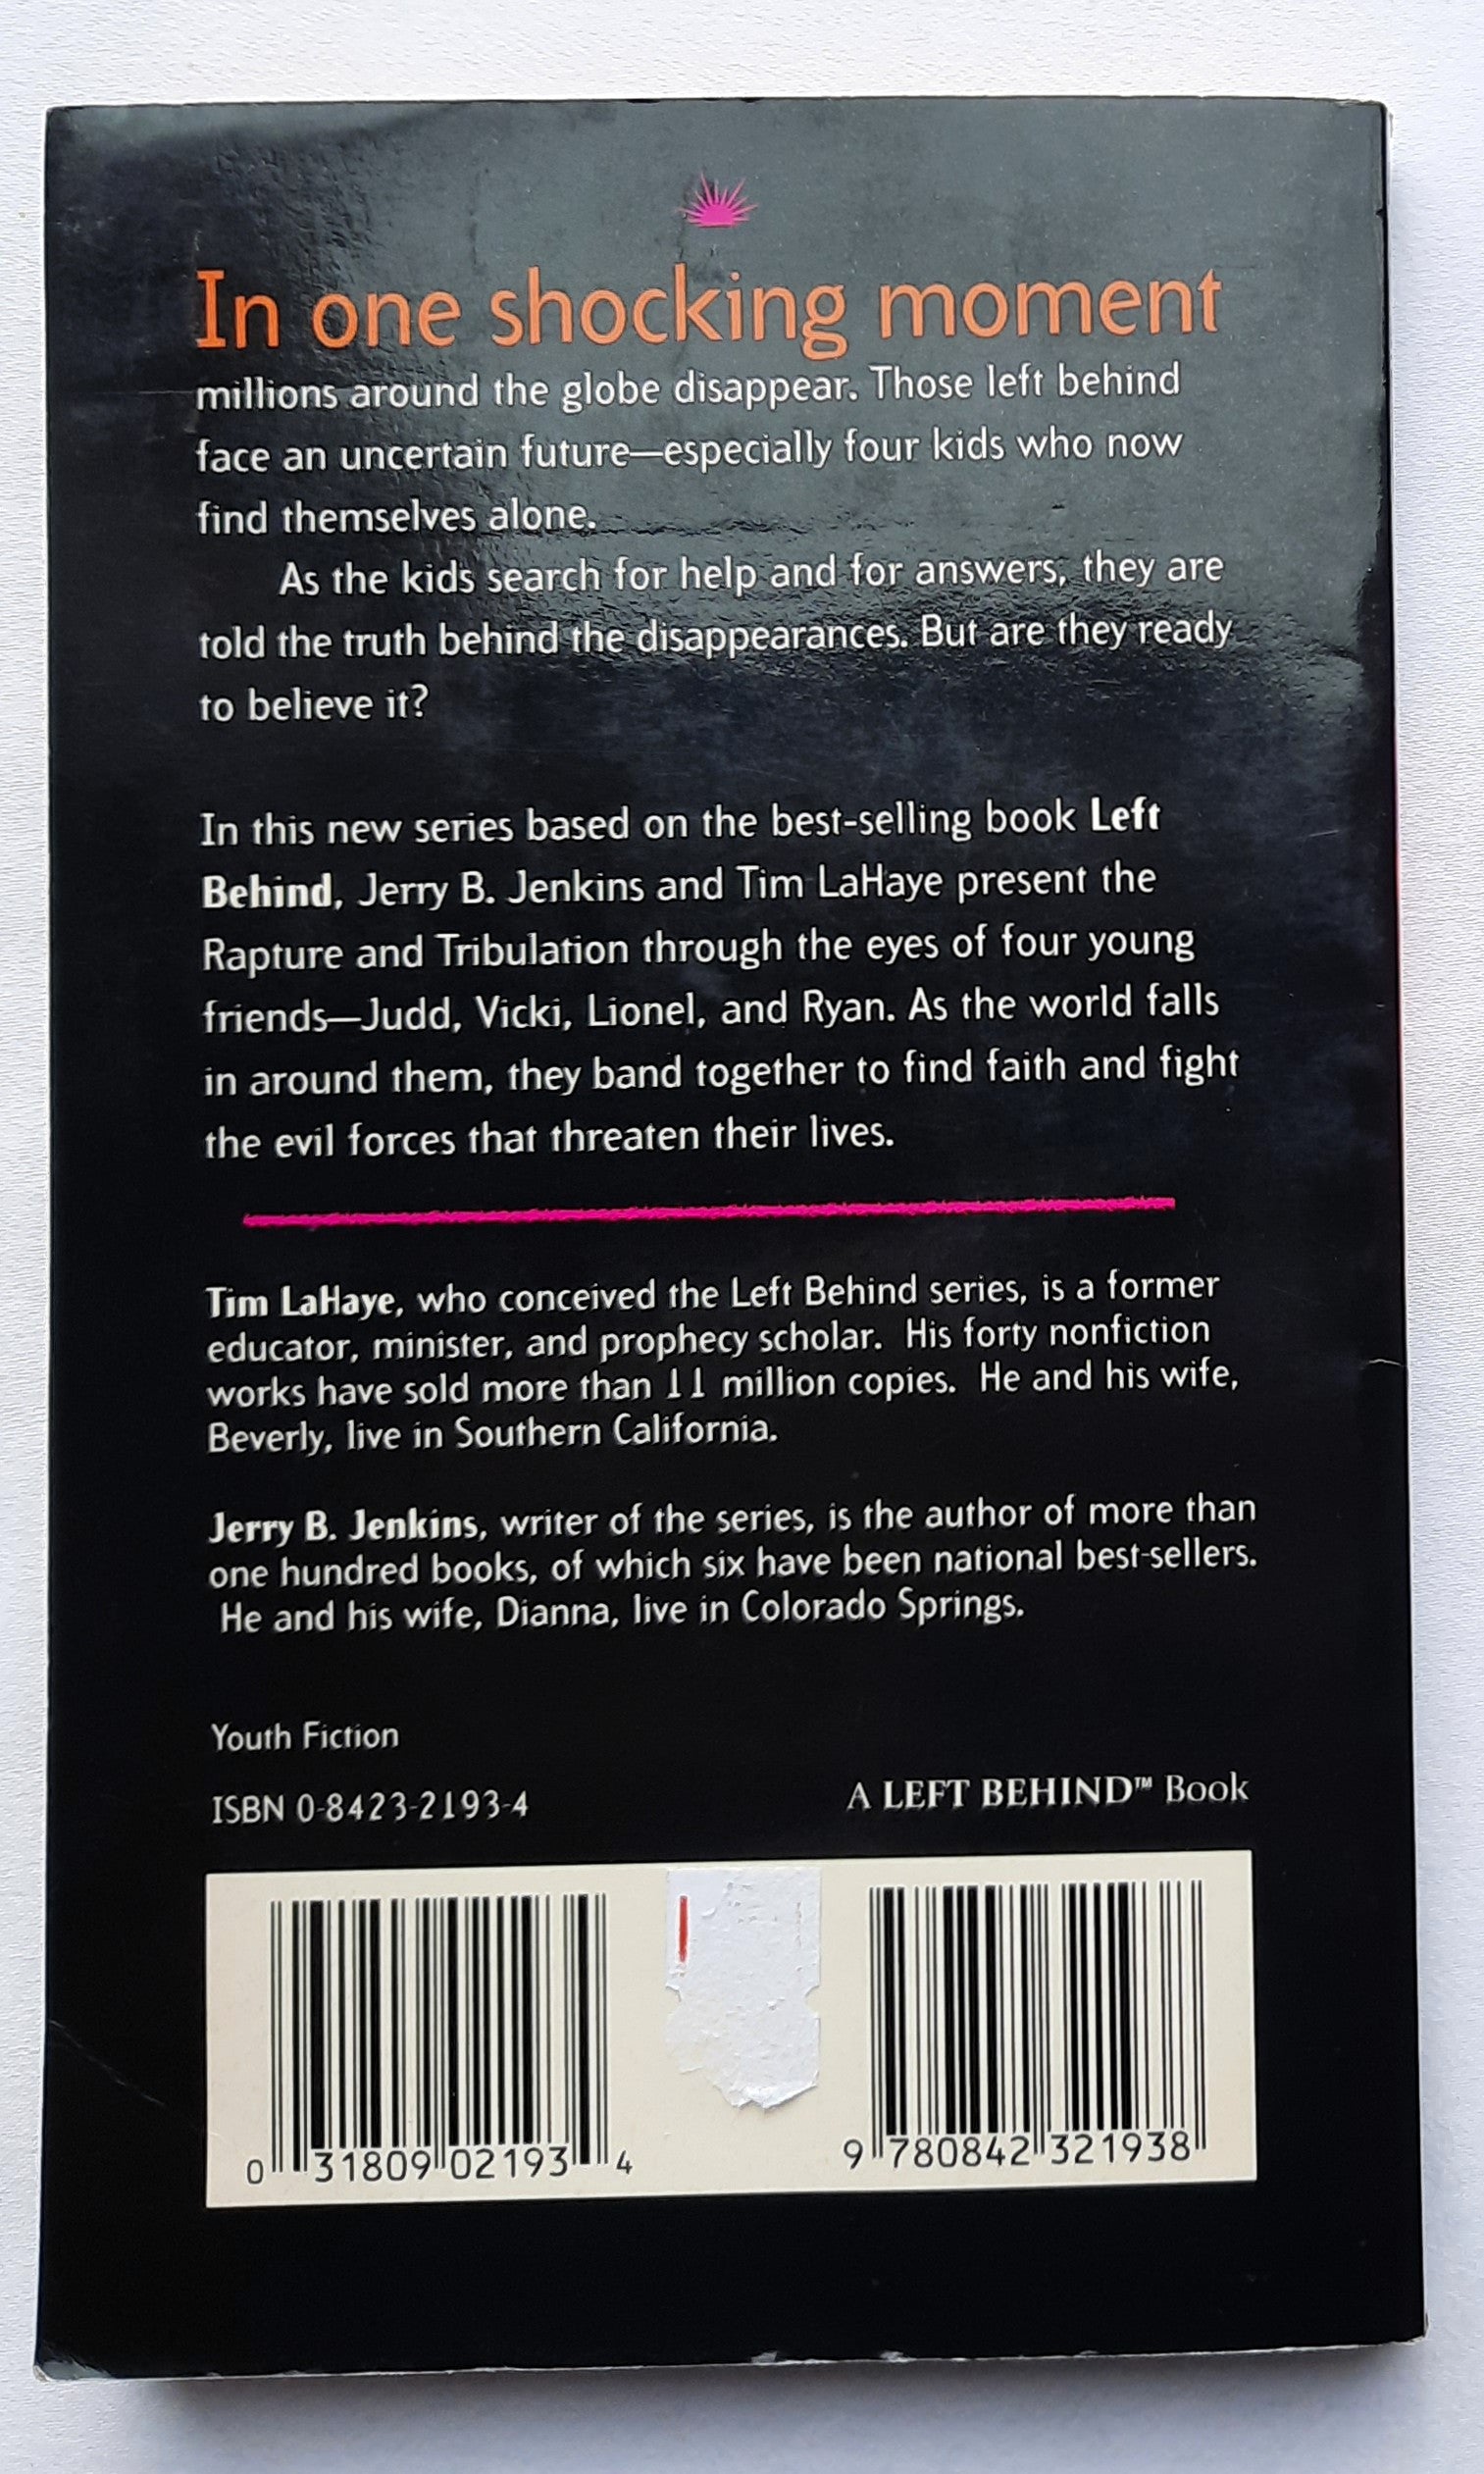 In one shocking moment
millions around the globe disappear. Those left behind
face an uncertain future—especially four kids who now
find themselves alone.
As the kids search for help and for answers, they are
told the truth behind the disappearances. But are they ready
to believe it?
In this new series based on the best-selling book Left
Behind, Jerry B. Jenkins and Tim LaHaye present the
Rapture and Tribulation through the eyes of four young
friends—Judd, Vicki, Lionel, and Ryan. As the world falls
in around them, they band together to find faith and fight
the evil forces that threaten their lives.
Tim LaHaye, who conceived the Left Behind series, is a former
educator, minister, and prophecy scholar. His forty nonfiction
works have sold more than 11 million copies. He and his wife,
Beverly, live in Southern California.
Jerry B. Jenkins, writer of the series, is the author of more than
one hundred books, of which six have been national best-sellers.
He and his wife, Dianna, live in Colorado Springs.
Youth Fiction
ISBN 0-8423-2193-4
A LEFT BEHIND™ Book
0 31809 02193 4
9 780842 321938